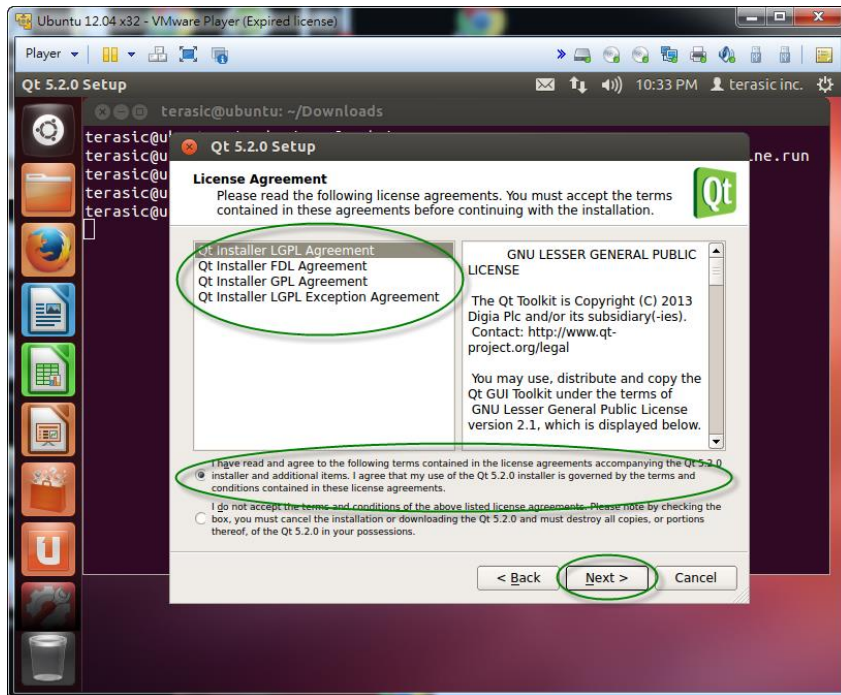 Ubuntu 12.04 x32 - VMware Player (Expired license)
Player
Qt 5.2.0 Setup
10:33 PM
terasic inc.
terasic@ubuntu: ~/Downloads
terasic@u
terasic@u
ne.run
terasic@u
terasic@u
terasic@u
Qt 5.2.0 Setup
License Agreement
Please read the following license agreements. You must accept the terms
contained in these agreements before continuing with the installation.
Qt
Qt Installer LGPL Agreement
Qt Installer FDL Agreement
Qt Installer GPL Agreement
Qt Installer LGPL Exception Agreement
GNU LESSER GENERAL PUBLIC
LICENSE
The Qt Toolkit is Copyright (C) 2013
Digia Plc and/or its subsidiary(-ies).
Contact: http://www.qt-
project.org/legal
You may use, distribute and copy the
Qt GUI Toolkit under the terms of
GNU Lesser General Public License
version 2.1, which is displayed below.
I have read and agree to the following terms contained in the license agreements accompanying the Qt 5.2.0
installer and additional items. I agree that my use of the Qt 5.2.0 installer is governed by the terms and
conditions contained in these license agreements.
I do not accept the terms and conditions of the above listed license agreements. Please note by checking the
box, you must cancel the installation or downloading the Qt 5.2.0 and must destroy all copies, or portions
thereof, of the Qt 5.2.0 in your possessions.
< Back
Next >
Cancel